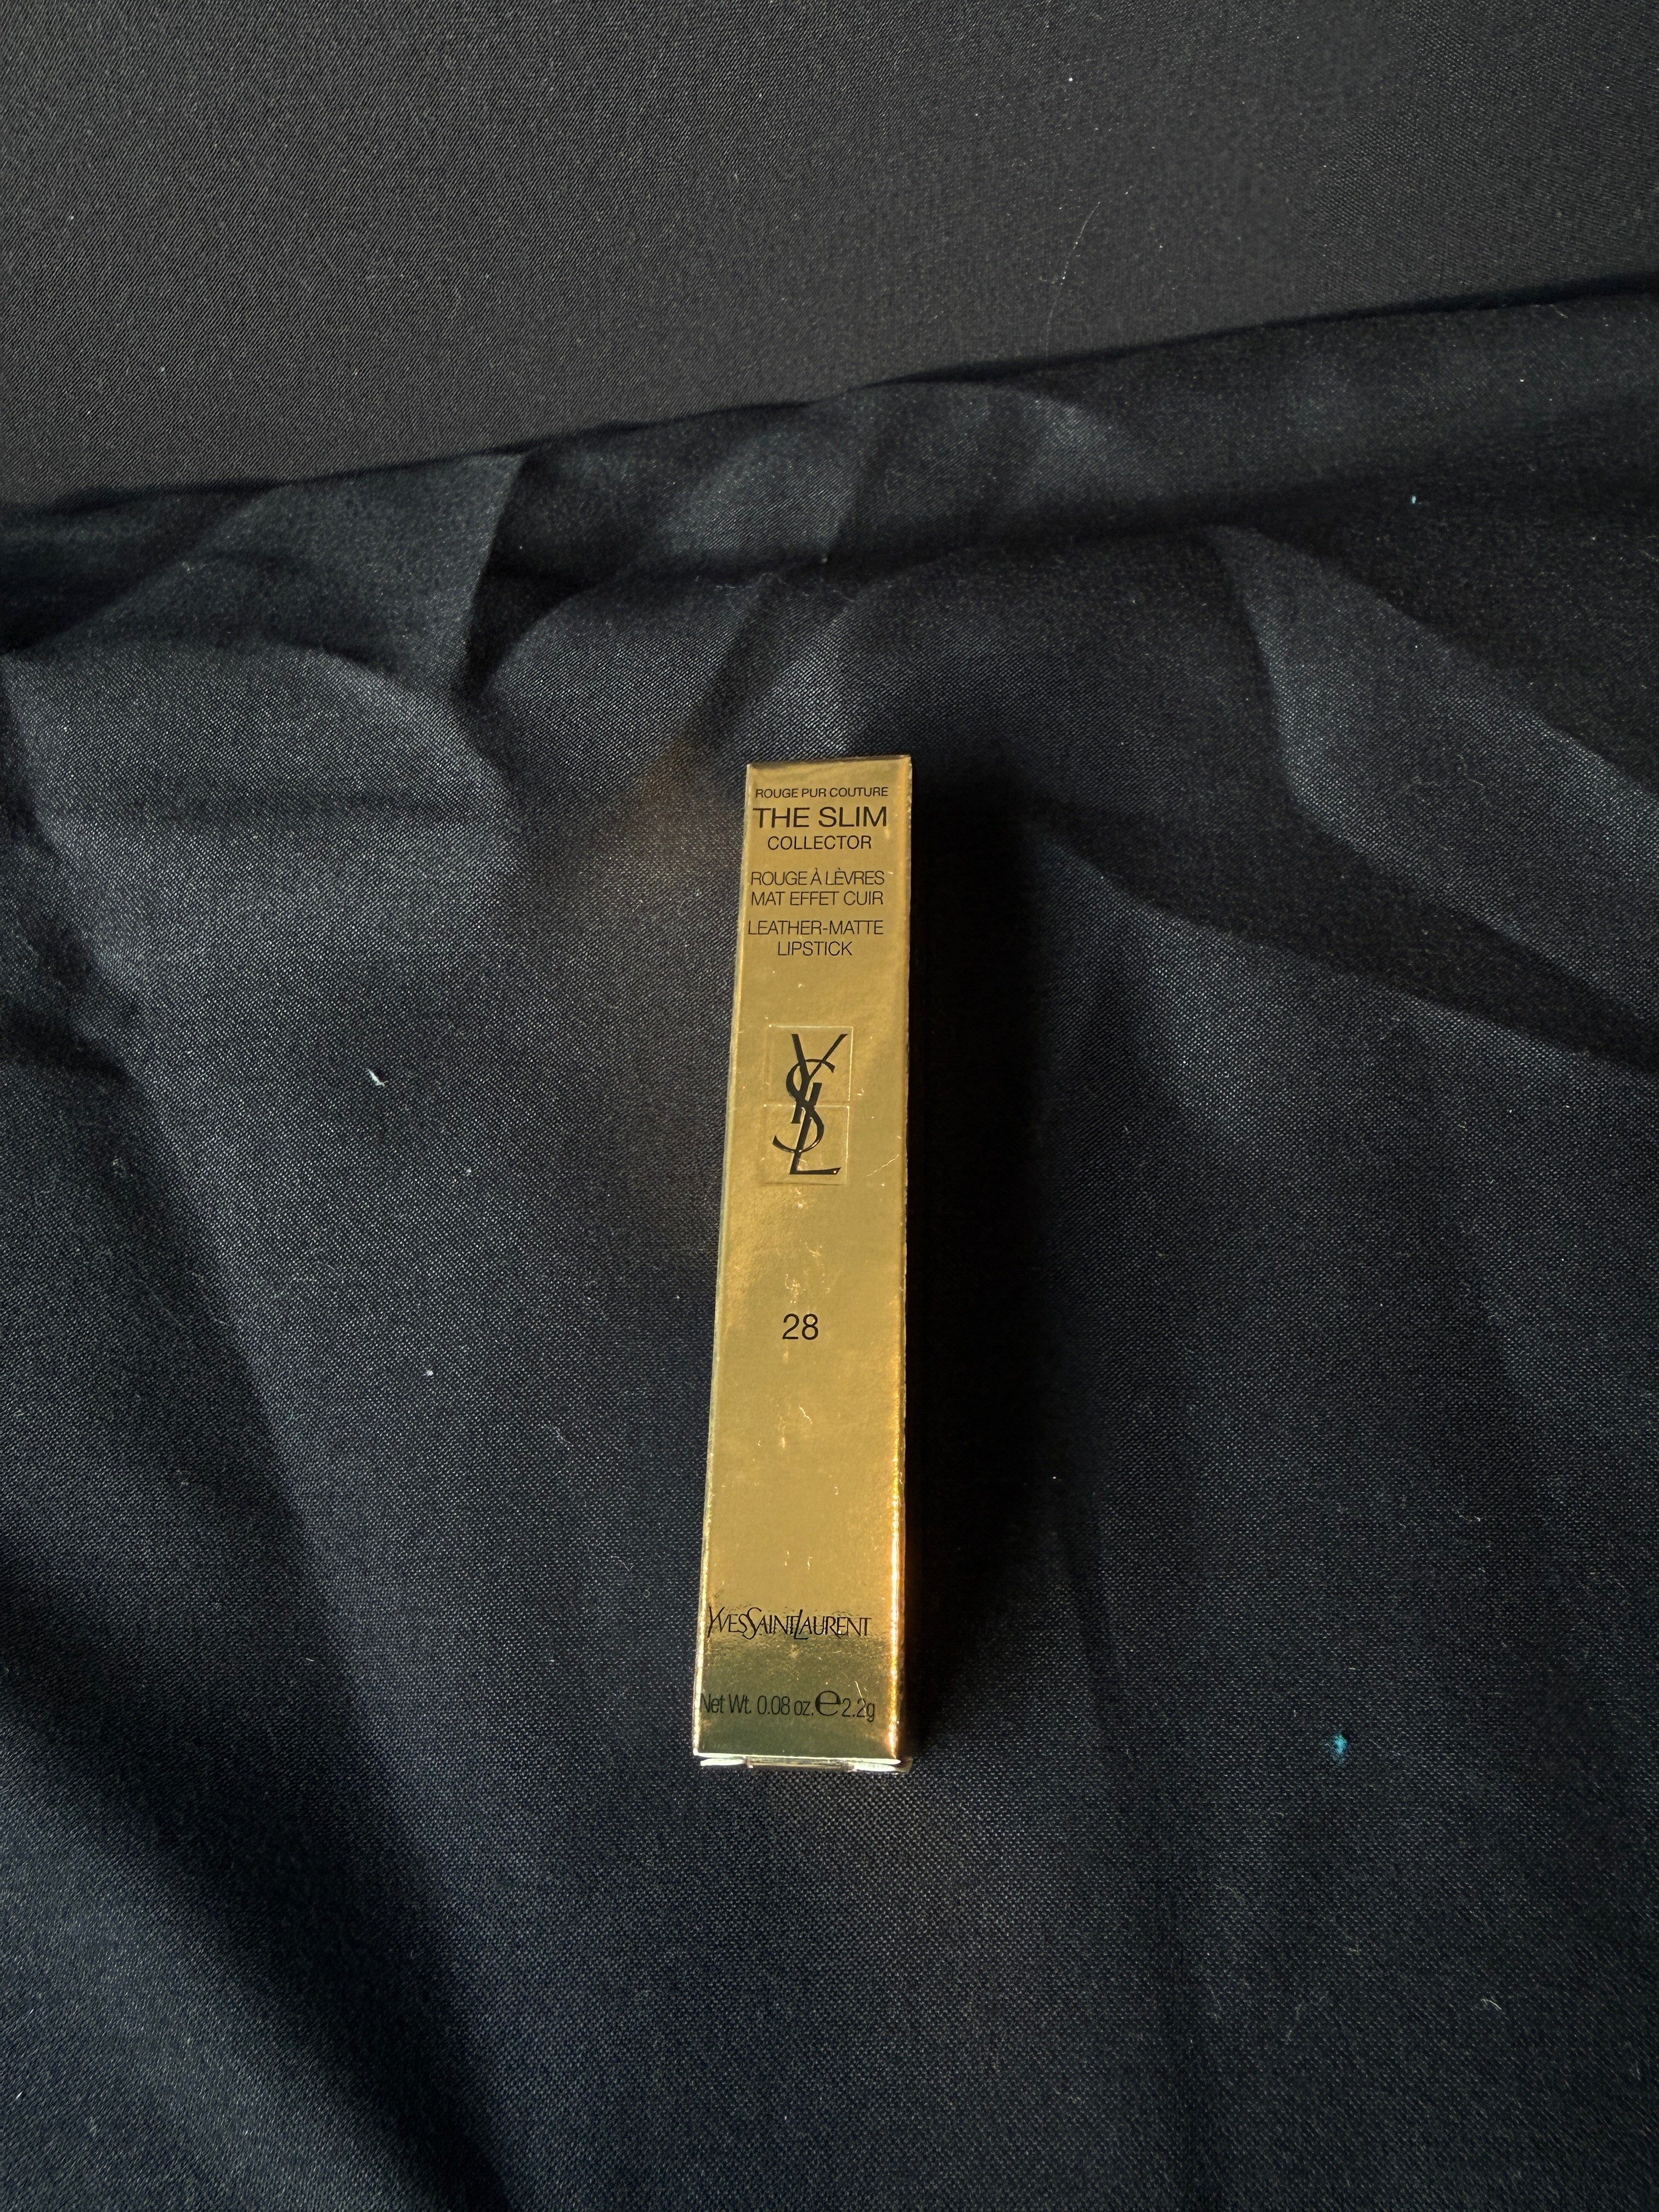 ROUGE PUR COUTURE
THE SLIM
COLLECTOR
ROUGE À LÈVRES
MAT EFFET CUIR
LEATHER-MATTE
LIPSTICK
YSL
28
YVESSAINTLAURENT
Net Wt. 0.08 oz. ℮ 2.2g